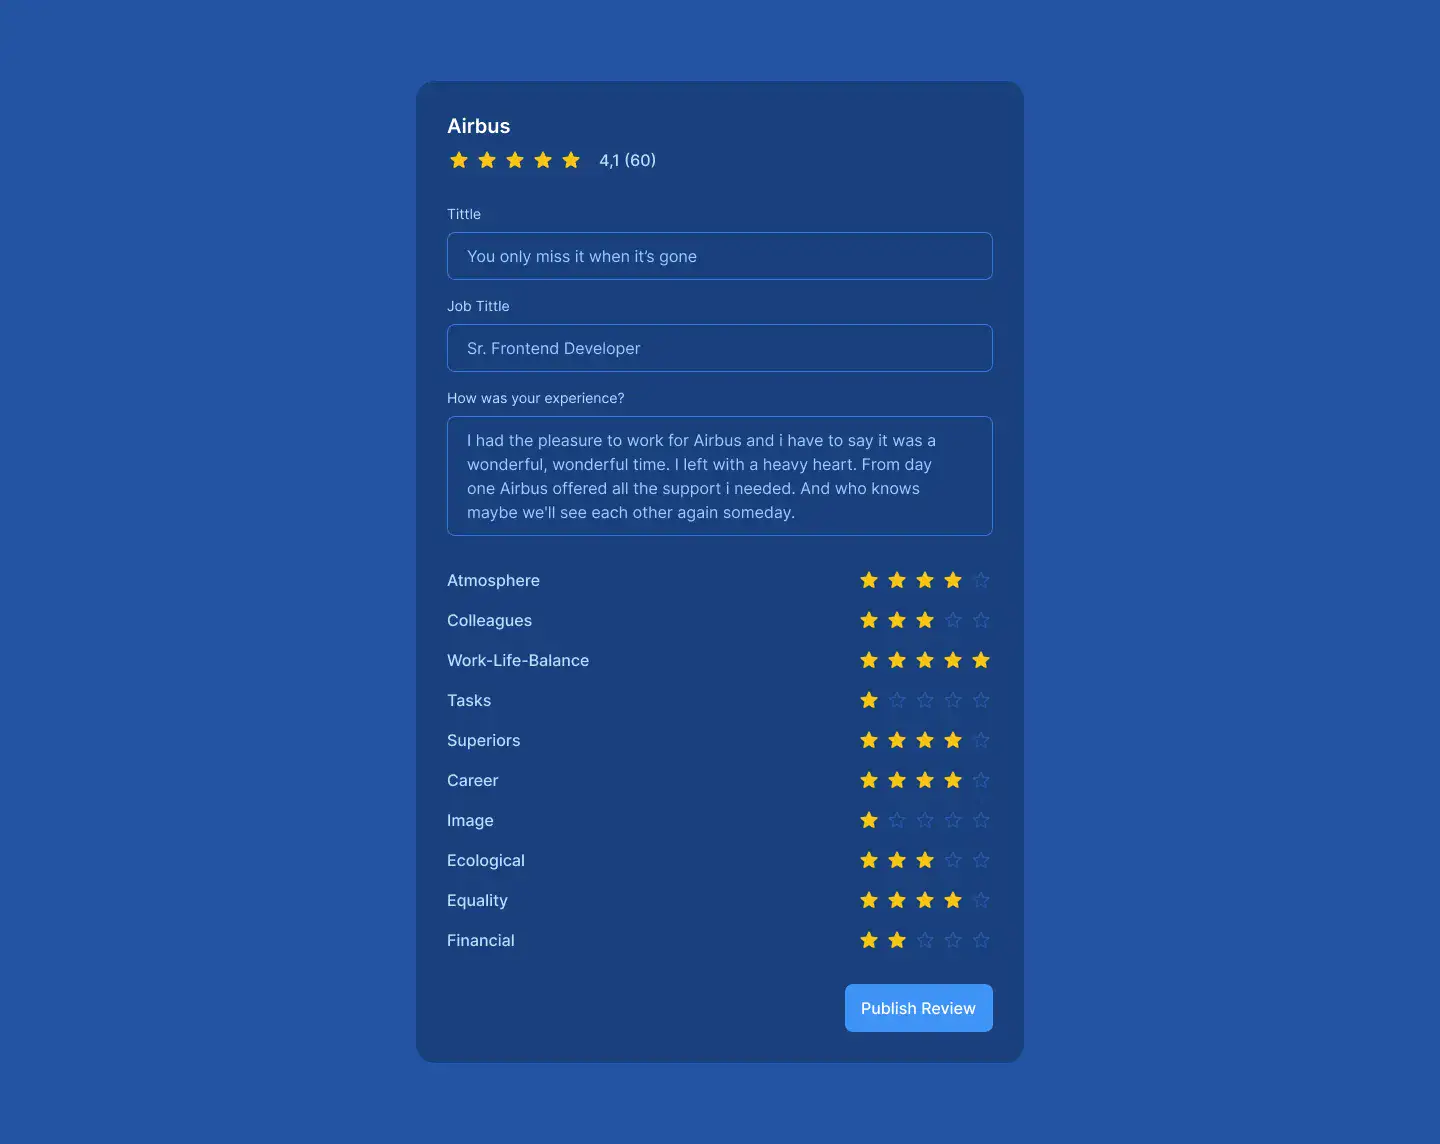 Airbus
4,1 (60)
Tittle
You only miss it when it’s gone
Job Tittle
Sr. Frontend Developer
How was your experience?
I had the pleasure to work for Airbus and i have to say it was a
wonderful, wonderful time. I left with a heavy heart. From day
one Airbus offered all the support i needed. And who knows
maybe we'll see each other again someday.
Atmosphere
Colleagues
Work-Life-Balance
Tasks
Superiors
Career
Image
Ecological
Equality
Financial
Publish Review